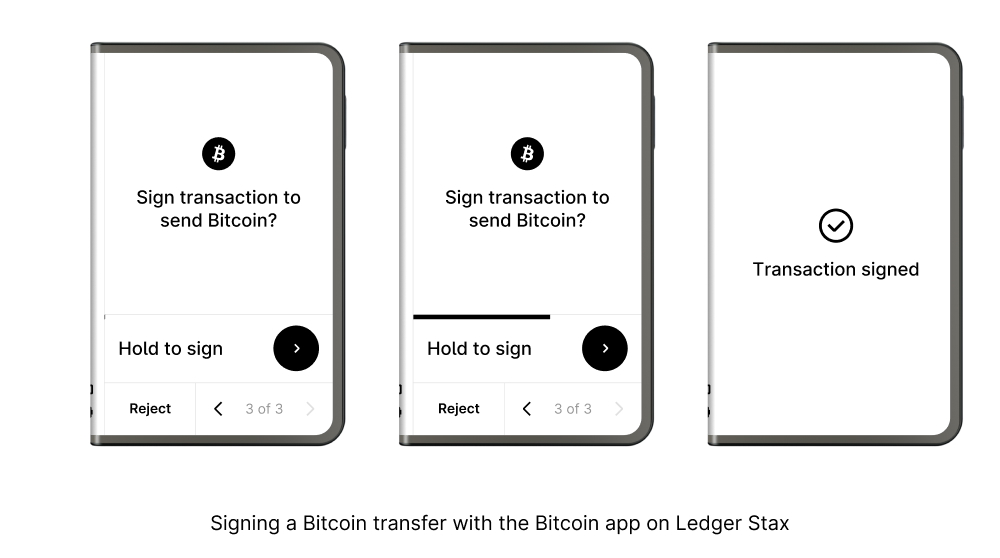 Sign transaction to
send Bitcoin?
Hold to sign
Reject
3 of 3
Sign transaction to
send Bitcoin?
Hold to sign
Reject
3 of 3
Transaction signed
Signing a Bitcoin transfer with the Bitcoin app on Ledger Stax